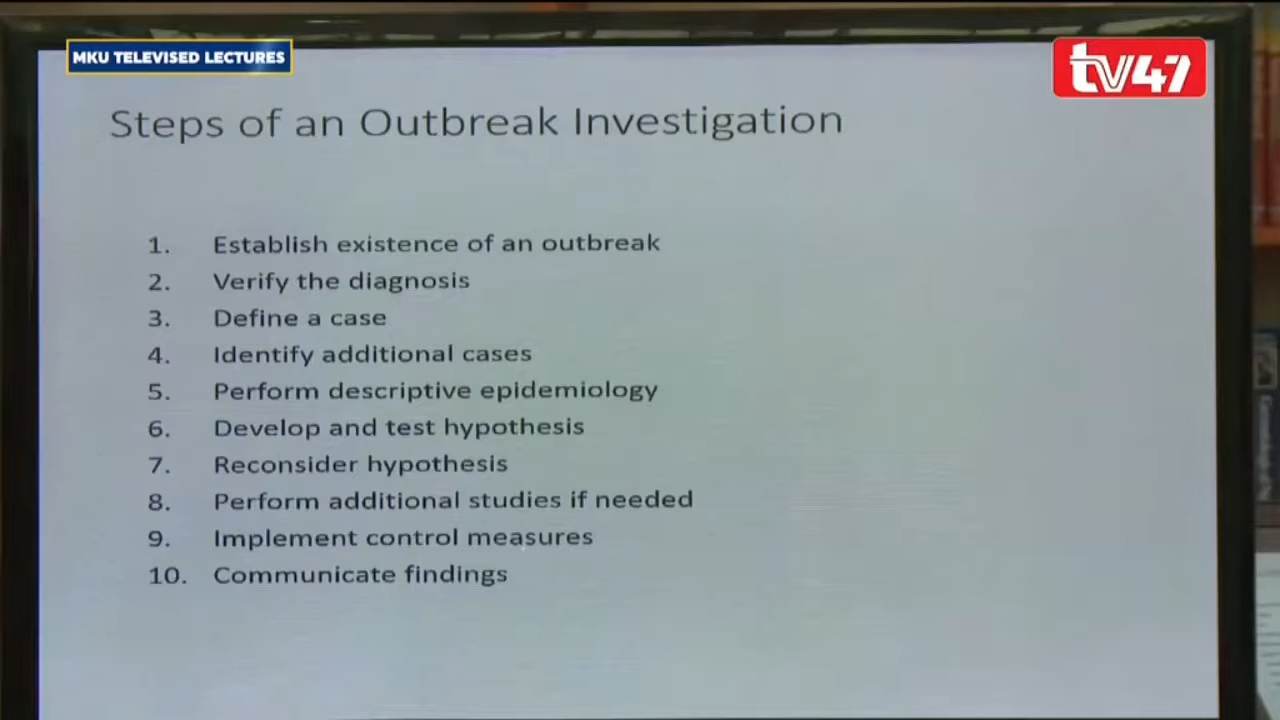 MKU TELEVISED LECTURES
tv47
Steps of an Outbreak Investigation
1. Establish existence of an outbreak
2. Verify the diagnosis
3. Define a case
4. Identify additional cases
5. Perform descriptive epidemiology
6. Develop and test hypothesis
7. Reconsider hypothesis
8. Perform additional studies if needed
9. Implement control measures
10. Communicate findings